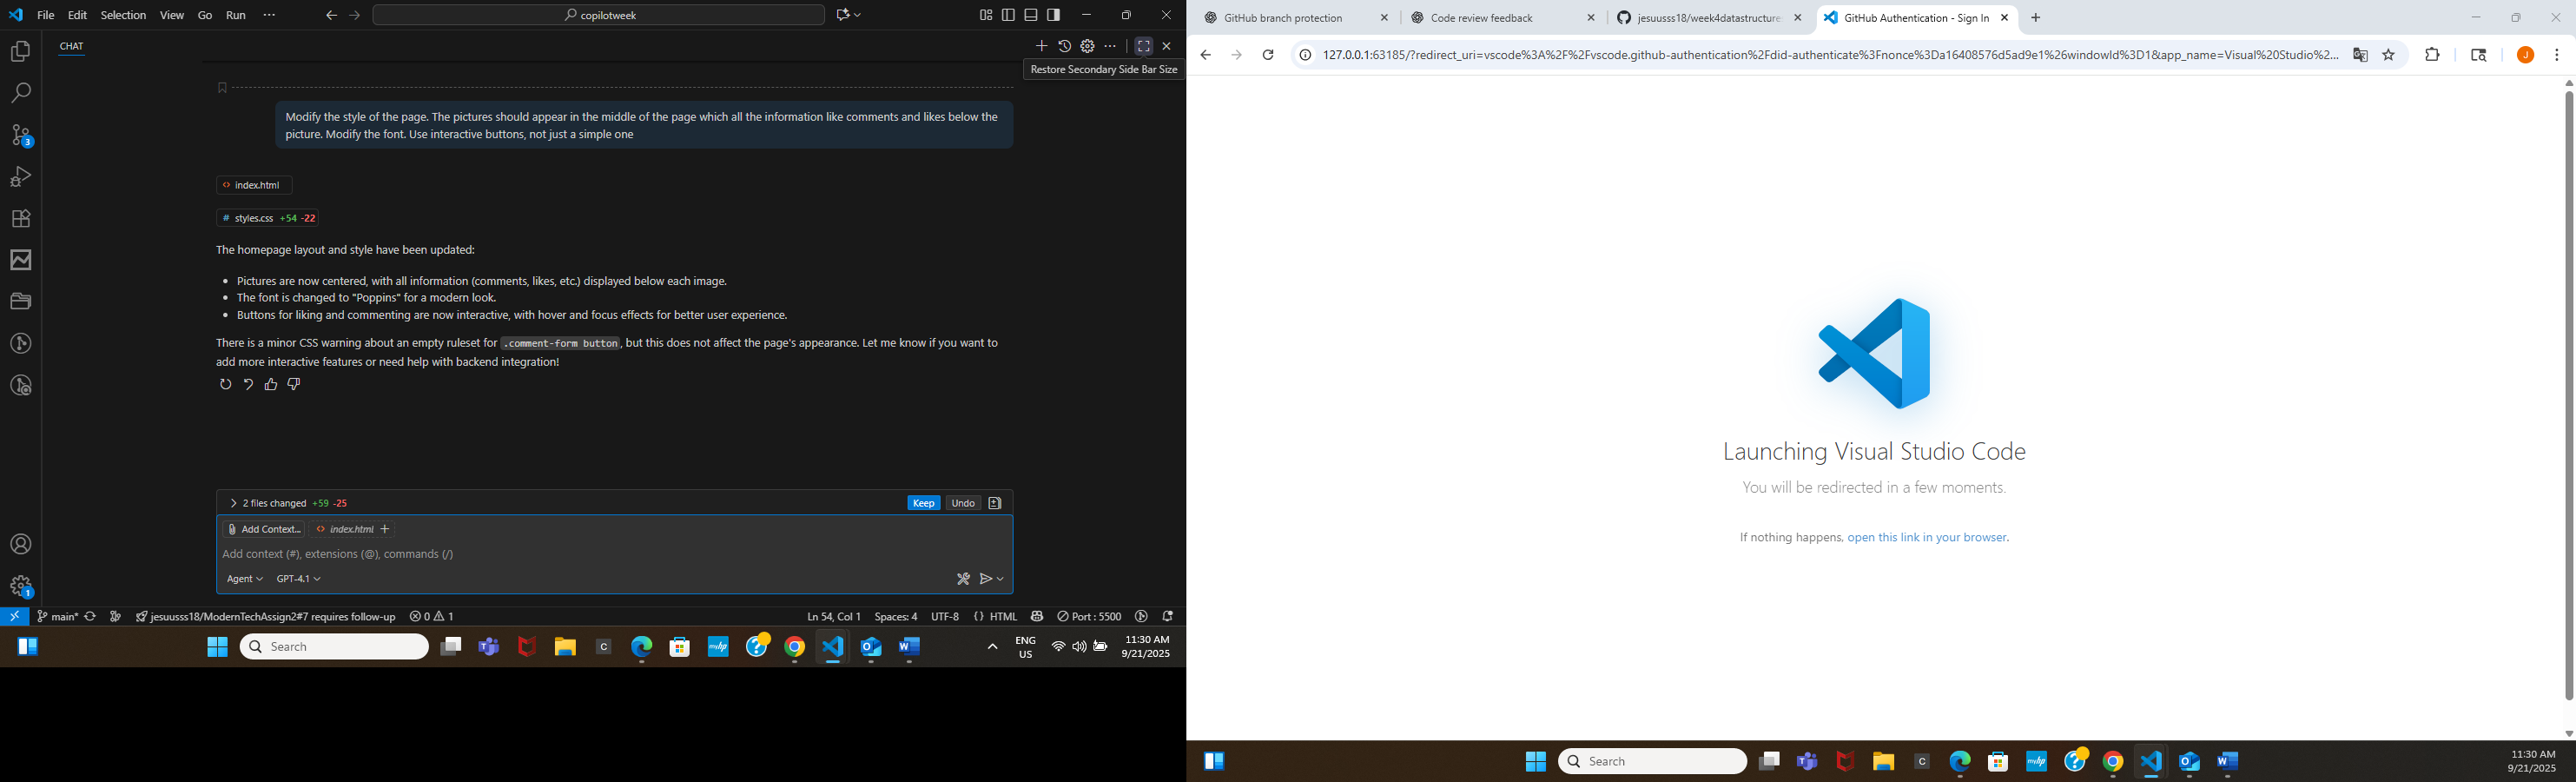 File Edit Selection View Go Run ···
copilotweek
CHAT
Restore Secondary Side Bar Size
Modify the style of the page. The pictures should appear in the middle of the page which all the information like comments and likes below the
picture. Modify the font. Use interactive buttons, not just a simple one
index.html
styles.css +54 -22
The homepage layout and style have been updated:
• Pictures are now centered, with all information (comments, likes, etc.) displayed below each image.
• The font is changed to "Poppins" for a modern look.
• Buttons for liking and commenting are now interactive, with hover and focus effects for better user experience.
There is a minor CSS warning about an empty ruleset for .comment-form button, but this does not affect the page's appearance. Let me know if you want to
add more interactive features or need help with backend integration!
2 files changed +59 -25 Keep Undo
Add Context... index.html
Add context (#), extensions (@), commands (/)
Agent GPT-4.1
3
1
main* jesuusss18/ModernTechAssign2#7 requires follow-up 0 1 Ln 54, Col 1 Spaces: 4 UTF-8 HTML Port : 5500
Search
ENG
US
11:30 AM
9/21/2025
GitHub branch protection
Code review feedback
jesuusss18/week4datastructure
GitHub Authentication - Sign In
127.0.0.1:63185/?redirect_uri=vscode%3A%2F%2Fvscode.github-authentication%2Fdid-authenticate%3Fnonce%3Da16408576d5ad9e1%26windowId%3D1&app_name=Visual%20Studio%2...
J
Launching Visual Studio Code
You will be redirected in a few moments.
If nothing happens, open this link in your browser.
Search
11:30 AM
9/21/2025